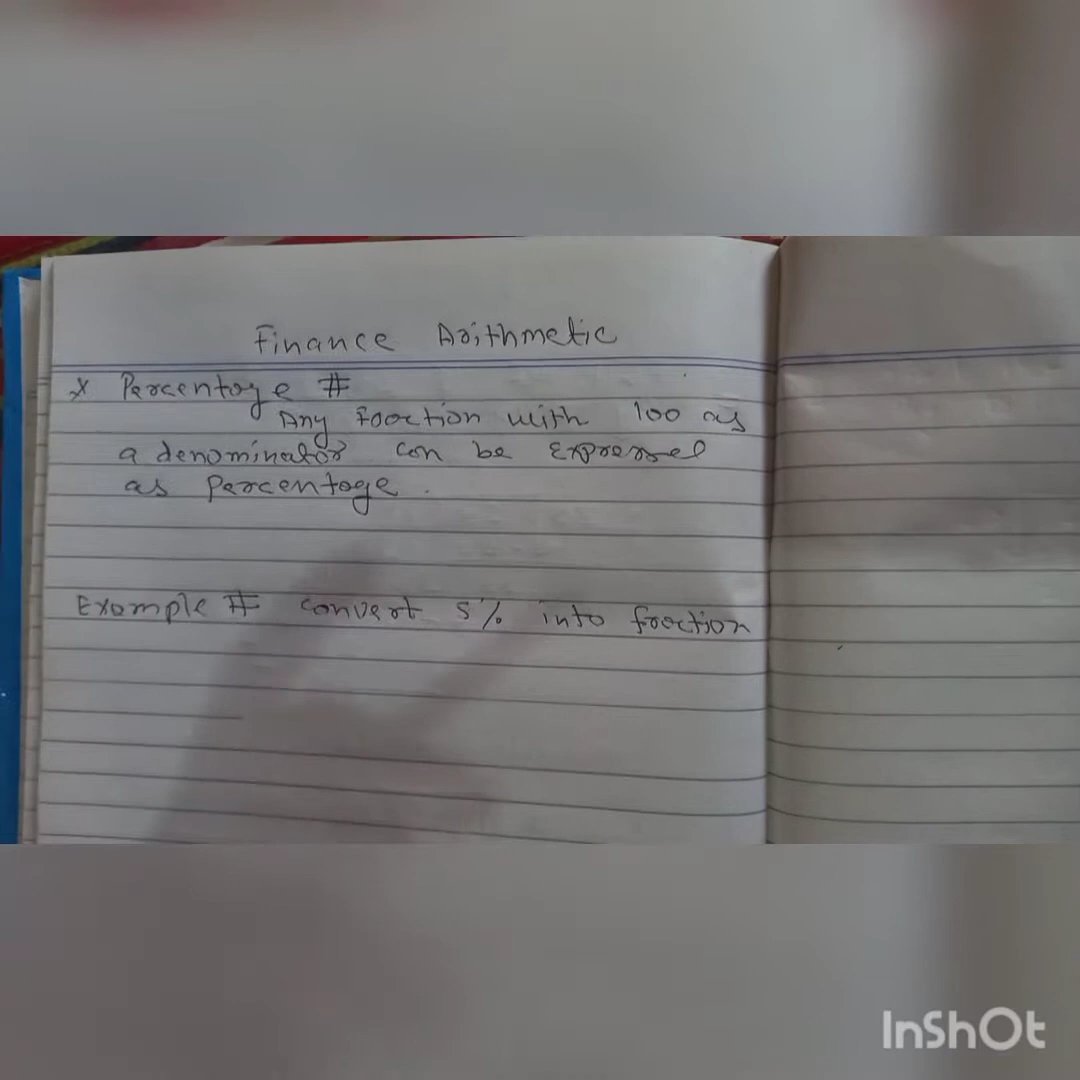 Finance Arithmetic
* Percentage #
Any fraction with 100 as
a denominator can be Expressed
as Percentage .
Example # convert 5% into fraction
InShOt